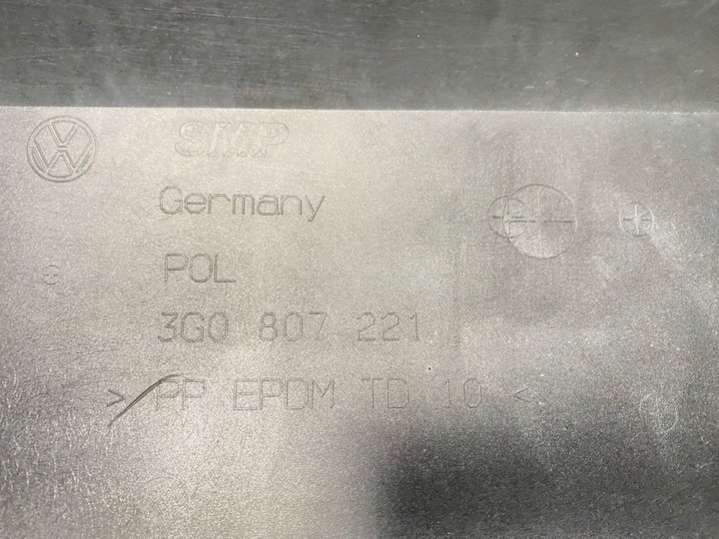 SMP
Germany
POL
3G0 807 221
> PP EPDM TD 10 <